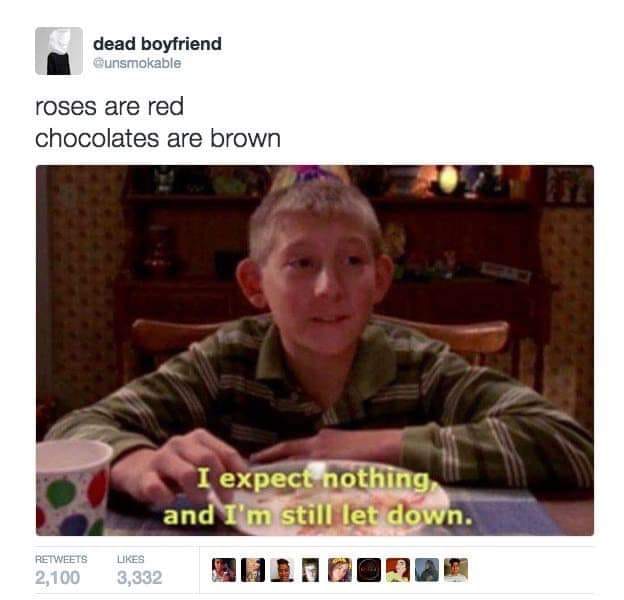 dead boyfriend
@unsmokable
roses are red
chocolates are brown
I expect nothing,
and I'm still let down.
RETWEETS LIKES
2,100 3,332